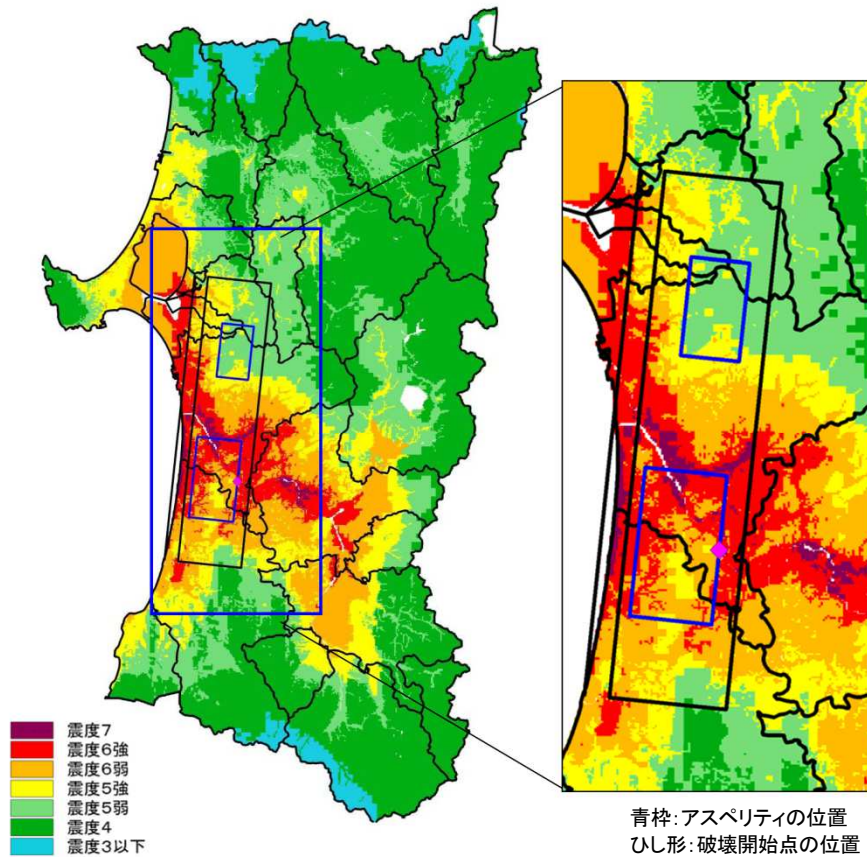 震度7
震度6強
震度6弱
震度5強
震度5弱
震度4
震度3以下
青枠:アスペリティの位置
ひし形:破壊開始点の位置